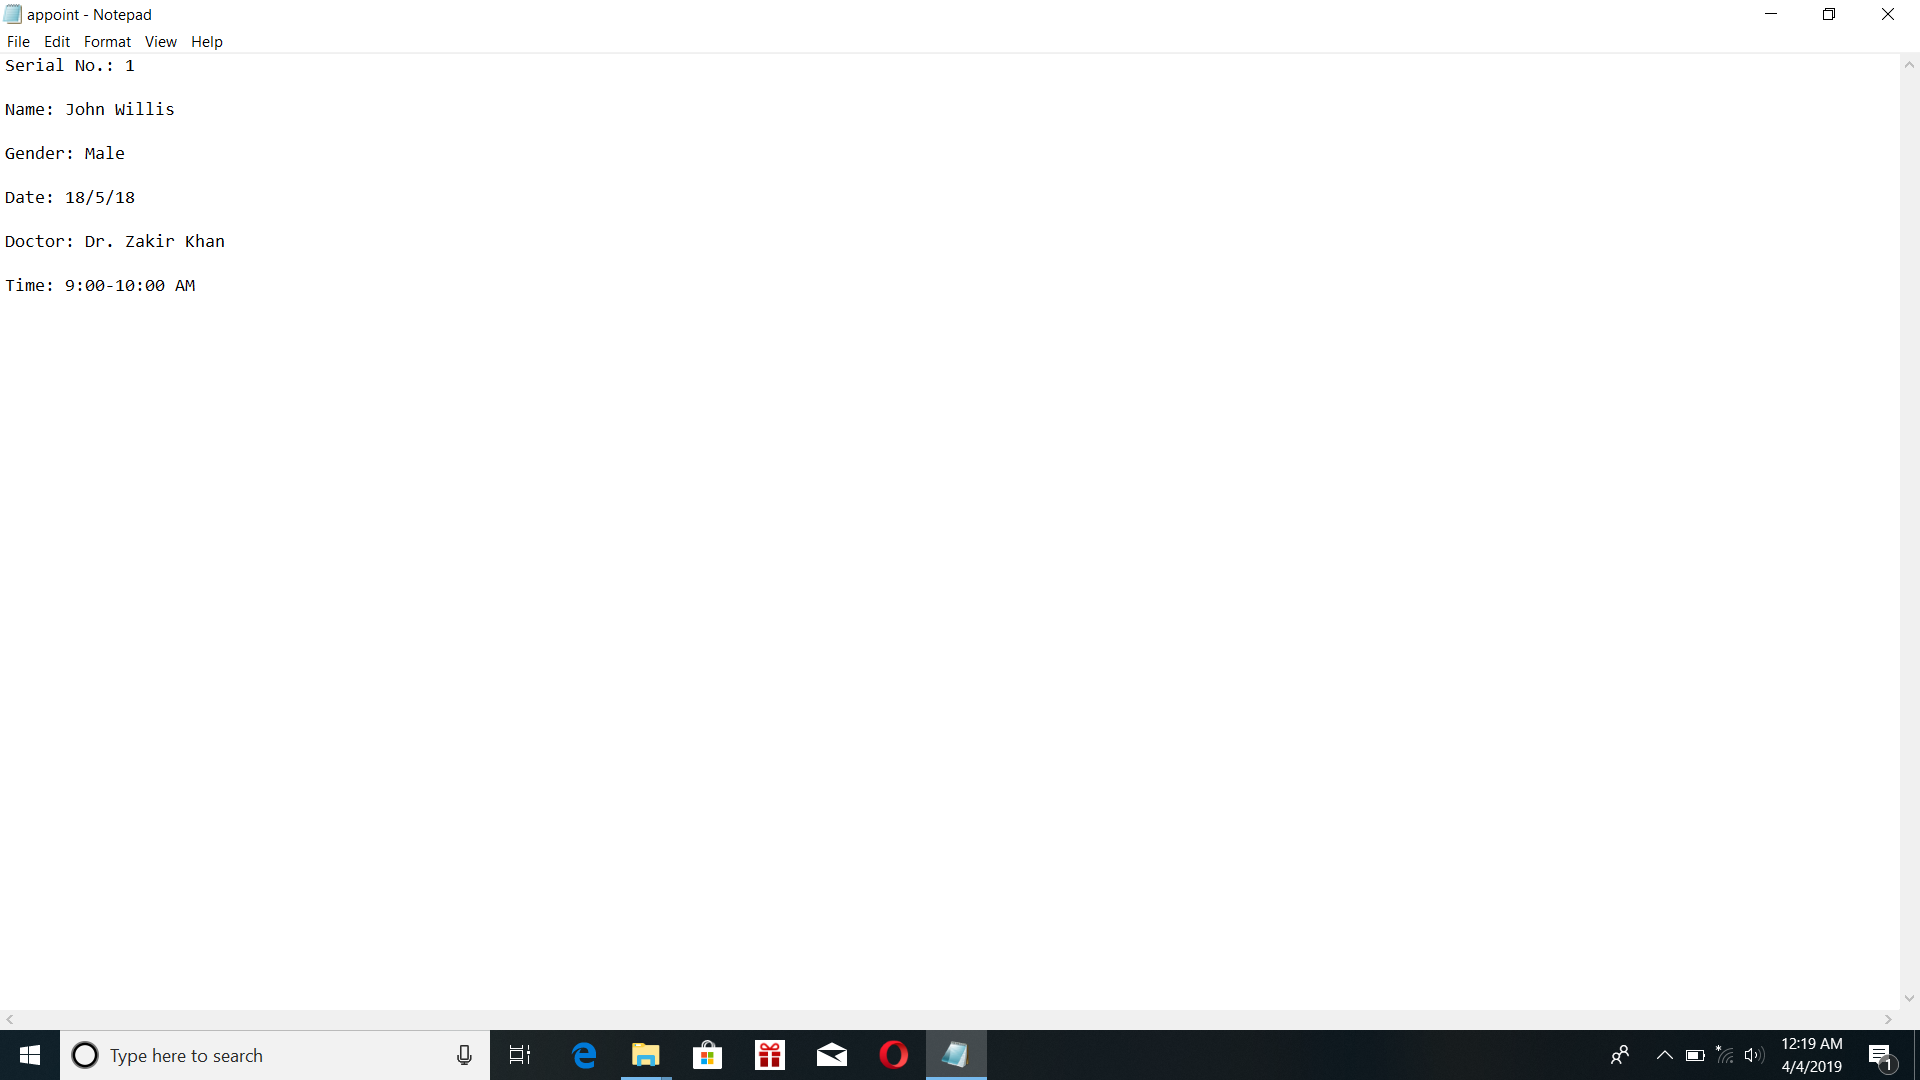 appoint - Notepad
File Edit Format View Help
Serial No.: 1
Name: John Willis
Gender: Male
Date: 18/5/18
Doctor: Dr. Zakir Khan
Time: 9:00-10:00 AM
Type here to search
12:19 AM
4/4/2019
1